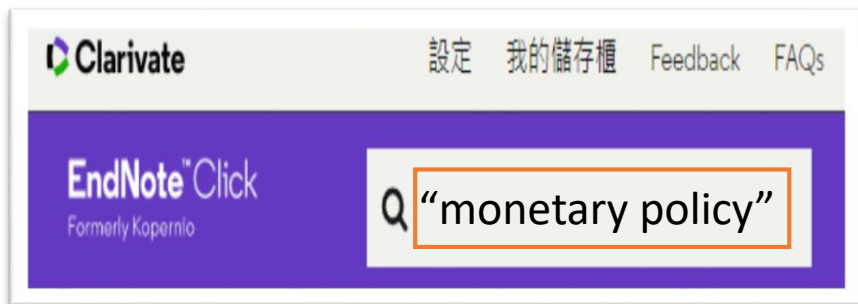 Clarivate 設定 我的儲存櫃 Feedback FAQs
EndNote™ Click
Formerly Kopernio
“monetary policy”